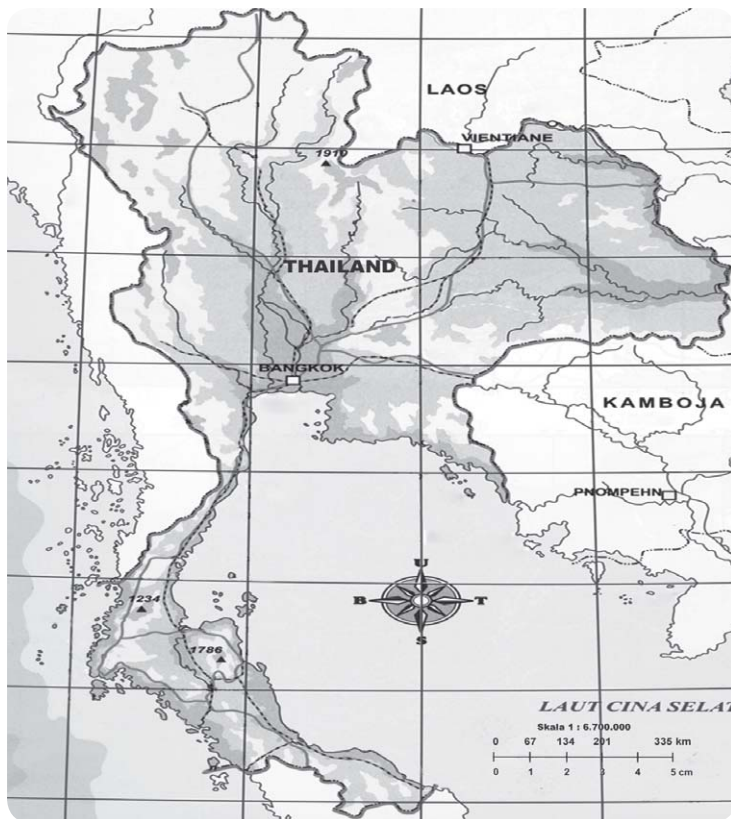 LAOS
VIENTIANE
1910
THAILAND
BANGKOK
KAMBOJA
PNOMPEHN
U
B T
S
1234
1786
LAUT CINA SELAT
Skala 1 : 6.700.000
0 67 134 201 335 km
0 1 2 3 4 5 cm